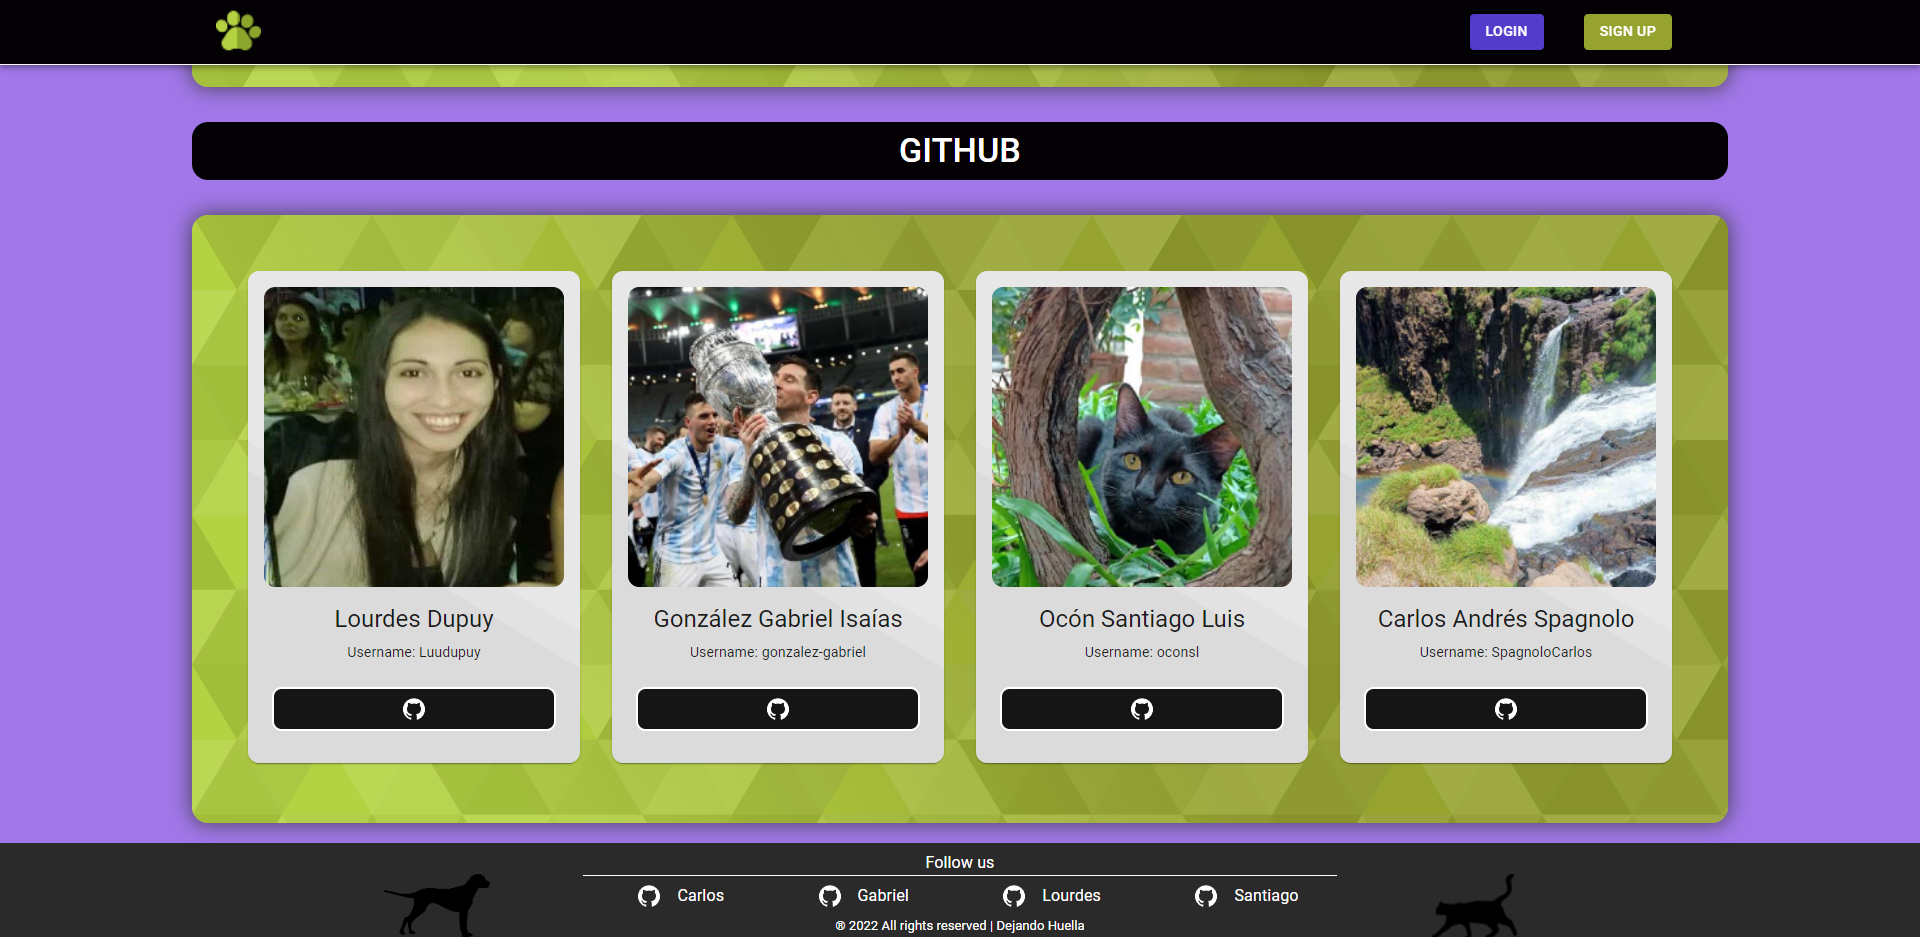 LOGIN
SIGN UP
GITHUB
Lourdes Dupuy
Username: Luudupuy
González Gabriel Isaías
Username: gonzalez-gabriel
Ocón Santiago Luis
Username: oconsl
Carlos Andrés Spagnolo
Username: SpagnoloCarlos
Follow us
Carlos
Gabriel
Lourdes
Santiago
® 2022 All rights reserved | Dejando Huella